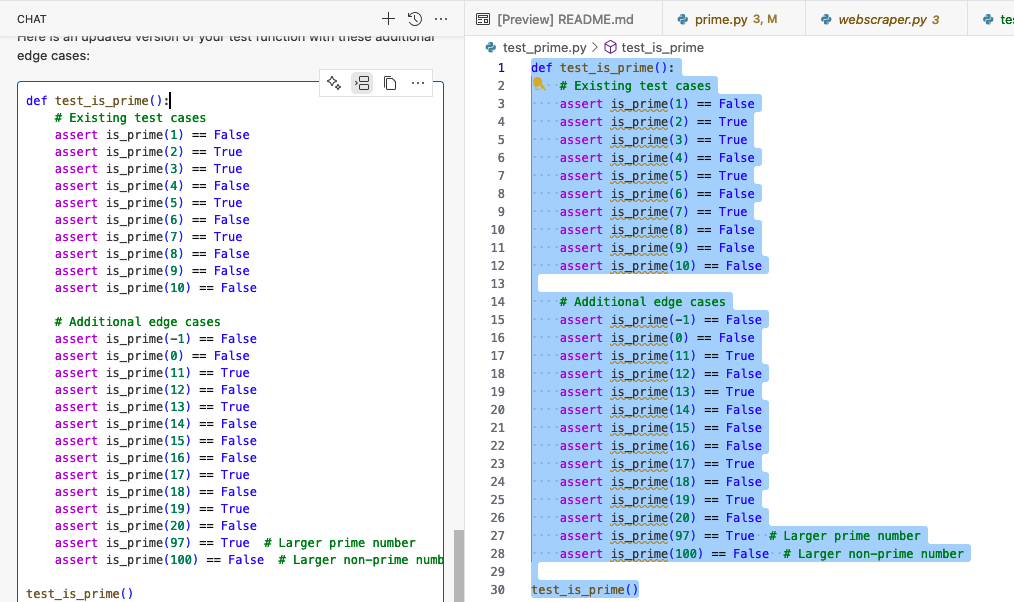 CHAT
Here is an updated version of your test function with these additional
edge cases:
def test_is_prime():
    # Existing test cases
    assert is_prime(1) == False
    assert is_prime(2) == True
    assert is_prime(3) == True
    assert is_prime(4) == False
    assert is_prime(5) == True
    assert is_prime(6) == False
    assert is_prime(7) == True
    assert is_prime(8) == False
    assert is_prime(9) == False
    assert is_prime(10) == False
    # Additional edge cases
    assert is_prime(-1) == False
    assert is_prime(0) == False
    assert is_prime(11) == True
    assert is_prime(12) == False
    assert is_prime(13) == True
    assert is_prime(14) == False
    assert is_prime(15) == False
    assert is_prime(16) == False
    assert is_prime(17) == True
    assert is_prime(18) == False
    assert is_prime(19) == True
    assert is_prime(20) == False
    assert is_prime(97) == True  # Larger prime number
    assert is_prime(100) == False  # Larger non-prime numb
test_is_prime()
[Preview] README.md
prime.py 3, M
webscraper.py 3
te
test_prime.py > test_is_prime
1 def test_is_prime():
2     # Existing test cases
3     assert is_prime(1) == False
4     assert is_prime(2) == True
5     assert is_prime(3) == True
6     assert is_prime(4) == False
7     assert is_prime(5) == True
8     assert is_prime(6) == False
9     assert is_prime(7) == True
10     assert is_prime(8) == False
11     assert is_prime(9) == False
12     assert is_prime(10) == False
13
14     # Additional edge cases
15     assert is_prime(-1) == False
16     assert is_prime(0) == False
17     assert is_prime(11) == True
18     assert is_prime(12) == False
19     assert is_prime(13) == True
20     assert is_prime(14) == False
21     assert is_prime(15) == False
22     assert is_prime(16) == False
23     assert is_prime(17) == True
24     assert is_prime(18) == False
25     assert is_prime(19) == True
26     assert is_prime(20) == False
27     assert is_prime(97) == True  # Larger prime number
28     assert is_prime(100) == False  # Larger non-prime number
29
30 test_is_prime()